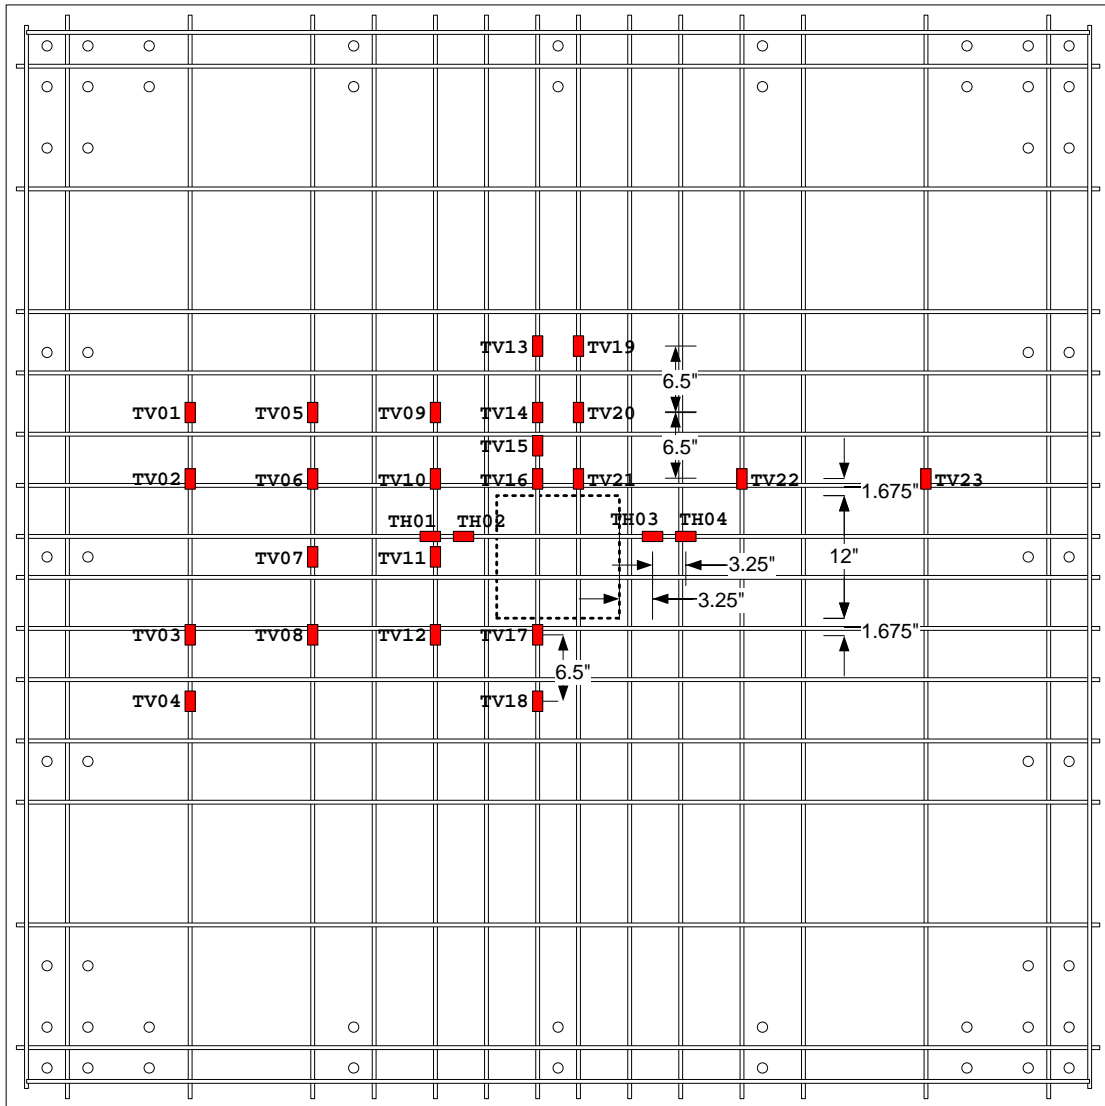 TV13 TV19
6.5"
TV01 TV05 TV09 TV14 TV20
TV15 6.5"
TV02 TV06 TV10 TV16 TV21 TV22 TV23
1.675"
TH01 TH02 TH03 TH04
TV07 TV11 12"
3.25"
3.25"
TV03 TV08 TV12 TV17 1.675"
6.5"
TV04 TV18